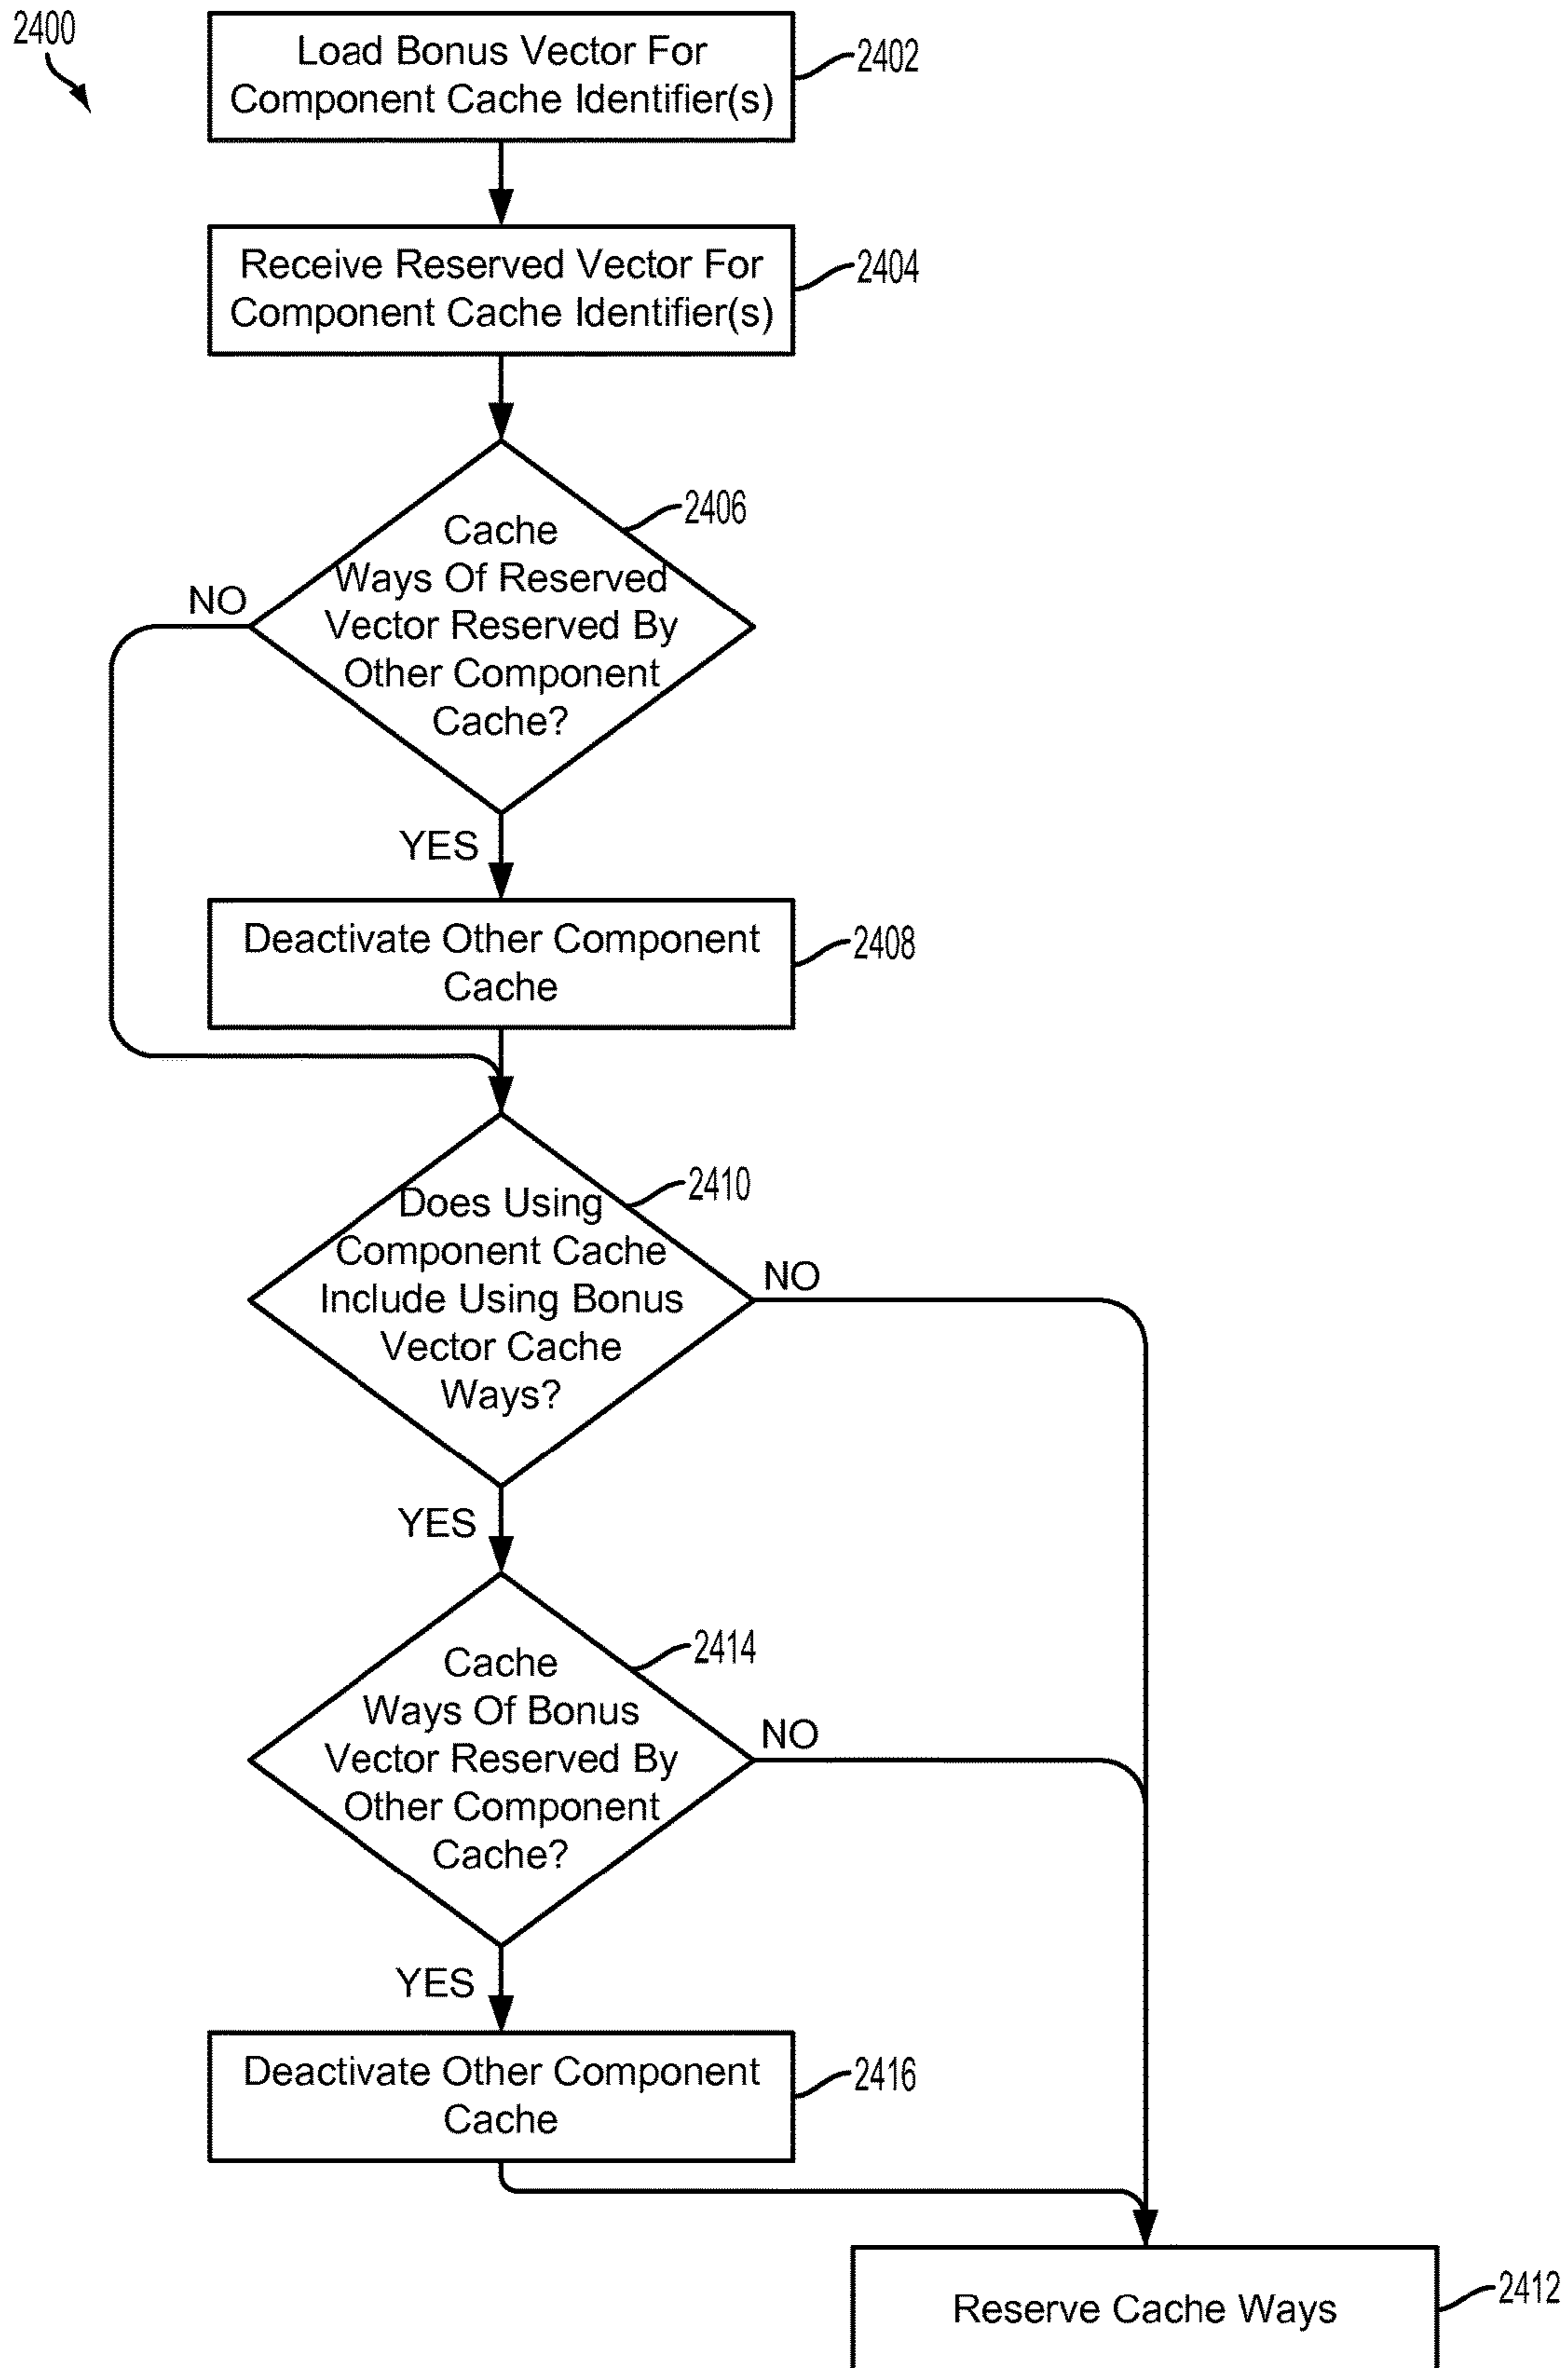 2400
Load Bonus Vector For
Component Cache Identifier(s)
2402
Receive Reserved Vector For
Component Cache Identifier(s)
2404
2406
Cache
Ways Of Reserved
Vector Reserved By
Other Component
Cache?
NO
YES
Deactivate Other Component
Cache
2408
2410
Does Using
Component Cache
Include Using Bonus
Vector Cache
Ways?
NO
YES
2414
Cache
Ways Of Bonus
Vector Reserved By
Other Component
Cache?
NO
YES
Deactivate Other Component
Cache
2416
Reserve Cache Ways
2412